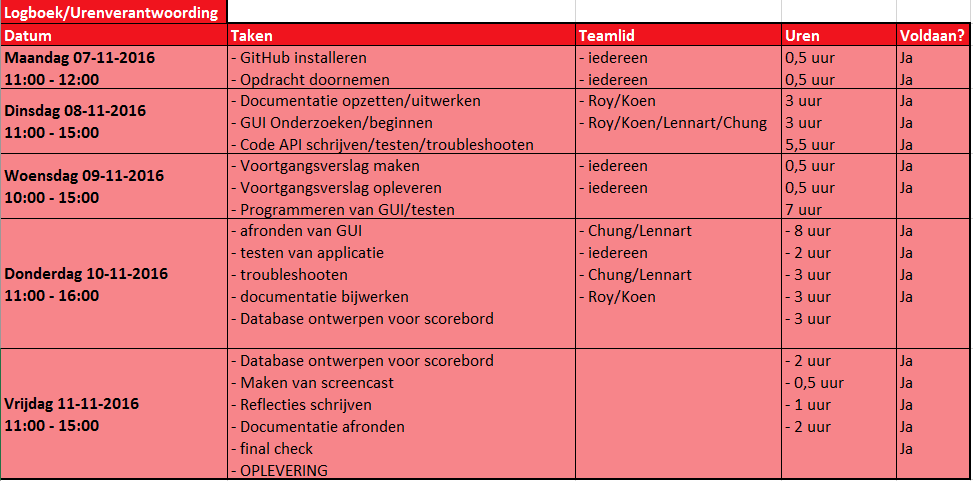 Logboek/Urenverantwoording
Datum Taken Teamlid Uren Voldaan?
Maandag 07-11-2016 - GitHub installeren - iedereen 0,5 uur Ja
11:00 - 12:00 - Opdracht doornemen - iedereen 0,5 uur Ja
Dinsdag 08-11-2016
11:00 - 15:00
- Documentatie opzetten/uitwerken - Roy/Koen 3 uur Ja
- GUI Onderzoeken/beginnen - Roy/Koen/Lennart/Chung 3 uur Ja
- Code API schrijven/testen/troubleshooten 5,5 uur Ja
Woensdag 09-11-2016
10:00 - 15:00
- Voortgangsverslag maken - iedereen 0,5 uur Ja
- Voortgangsverslag opleveren - iedereen 0,5 uur Ja
- Programmeren van GUI/testen 7 uur
Donderdag 10-11-2016
11:00 - 16:00
- afronden van GUI - Chung/Lennart - 8 uur Ja
- testen van applicatie - iedereen - 2 uur Ja
- troubleshooten - Chung/Lennart - 3 uur Ja
- documentatie bijwerken - Roy/Koen - 3 uur Ja
- Database ontwerpen voor scorebord - 3 uur
Vrijdag 11-11-2016
11:00 - 15:00
- Database ontwerpen voor scorebord - 2 uur Ja
- Maken van screencast - 0,5 uur Ja
- Reflecties schrijven - 1 uur Ja
- Documentatie afronden - 2 uur Ja
- final check Ja
- OPLEVERING